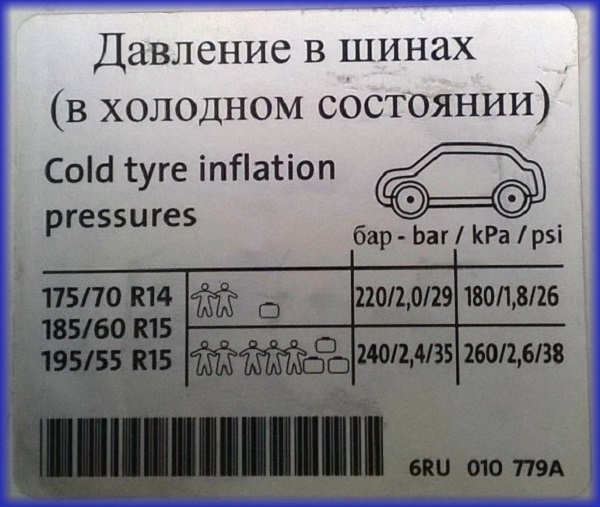 Давление в шинах
(в холодном состоянии)
Cold tyre inflation
pressures
бар - bar / kPa / psi
175/70 R14
185/60 R15
195/55 R15
220/2,0/29 180/1,8/26
240/2,4/35 260/2,6/38
6RU 010 779A